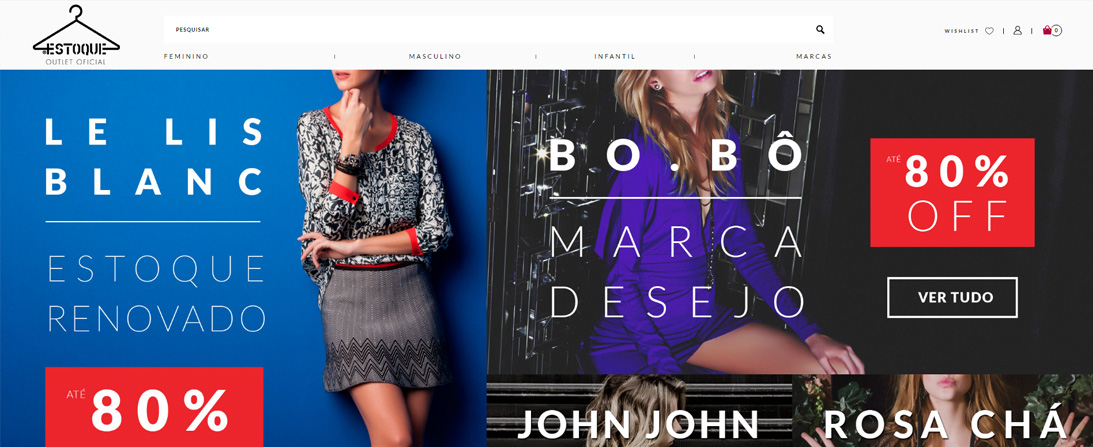 ESTOQUE
OUTLET OFICIAL
PESQUISAR
WISHLIST
0
FEMININO
MASCULINO
INFANTIL
MARCAS
LE LIS
BLANC
ESTOQUE
RENOVADO
ATÉ
80%
BO.BÔ
MARCA
DESEJO
ATÉ
80%
OFF
VER TUDO
JOHN JOHN
ROSA CHÁ